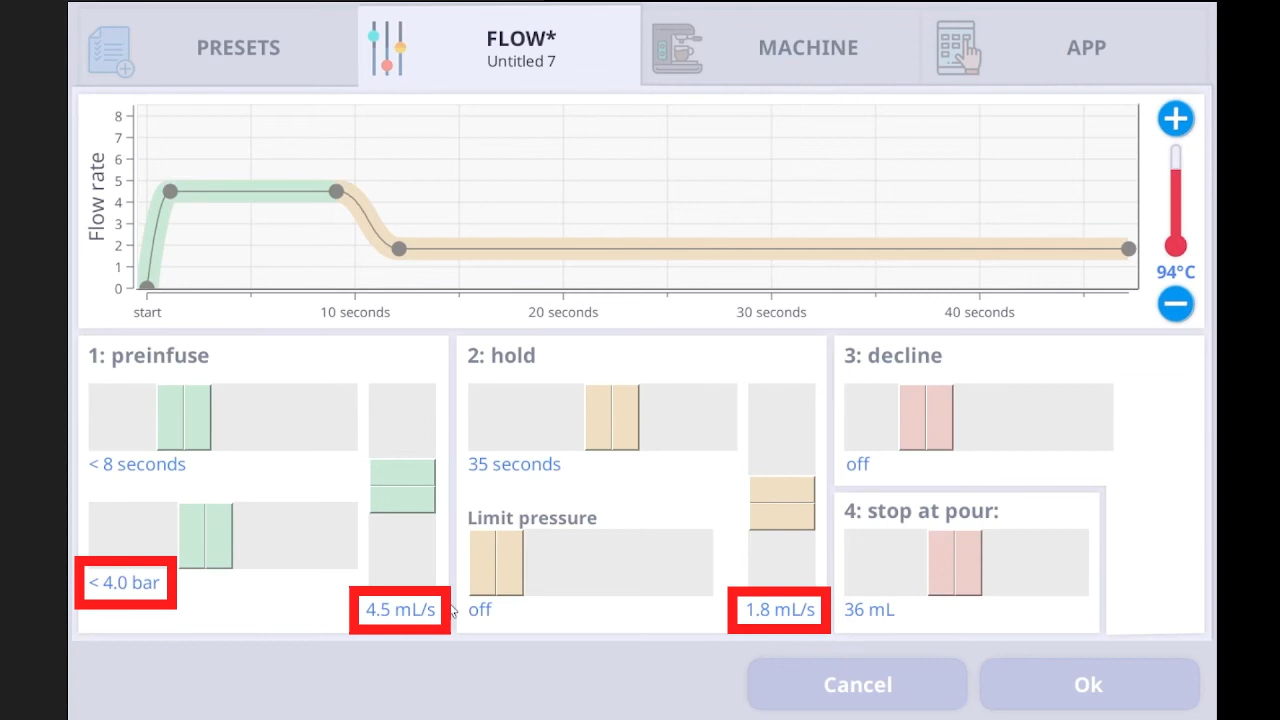 PRESETS
FLOW*
Untitled 7
MACHINE
APP
Flow rate
8
7
6
5
4
3
2
1
0
start
10 seconds
20 seconds
30 seconds
40 seconds
94°C
1: preinfuse
< 8 seconds
< 4.0 bar
4.5 mL/s
2: hold
35 seconds
Limit pressure
off
1.8 mL/s
3: decline
off
4: stop at pour:
36 mL
Cancel
Ok